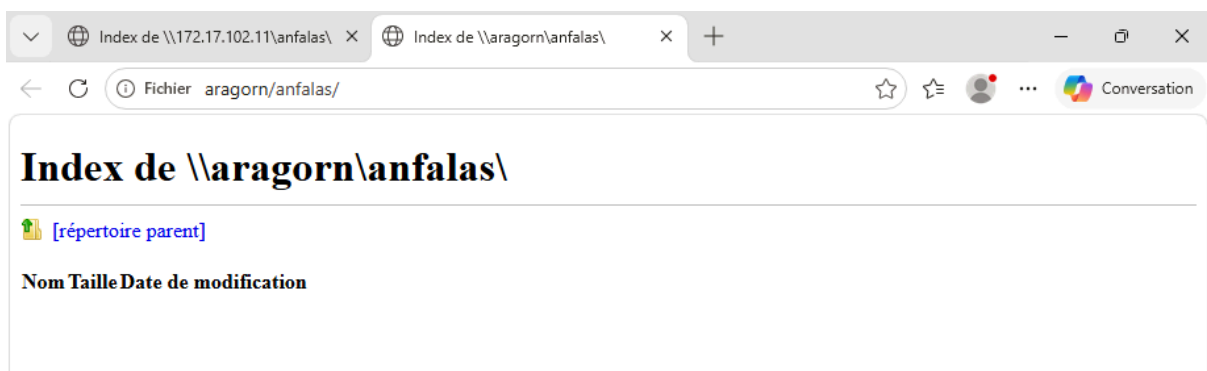 Index de \\172.17.102.11\anfalas\
Index de \\aragorn\anfalas\
Fichier aragorn/anfalas/
Conversation
Index de \\aragorn\anfalas\
[répertoire parent]
Nom Taille Date de modification